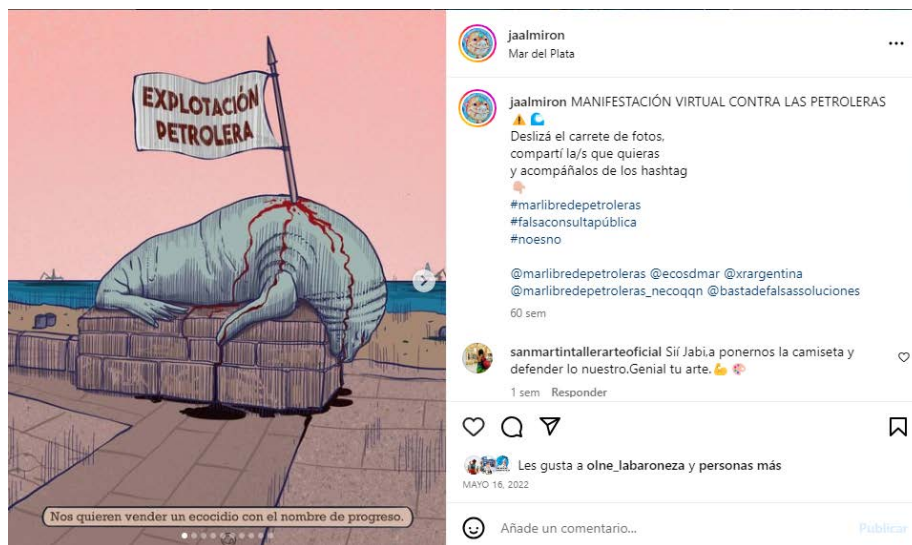 EXPLOTACIÓN
PETROLERA
Nos quieren vender un ecocidio con el nombre de progreso.
jaalmiron
Mar del Plata
jaalmiron MANIFESTACIÓN VIRTUAL CONTRA LAS PETROLERAS
⚠️ 🌊
Deslizá el carrete de fotos,
compartí la/s que quieras
y acompáñalos de los hashtag
👇🏻
#marlibredepetroleras
#falsaconsultapública
#noesno
@marlibredepetroleras @ecosdmar @xrargentina
@marlibredepetroleras_necoqqn @bastadefalsassoluciones
60 sem
sanmartintallerarteoficial Sií Jabi,a ponernos la camiseta y
defender lo nuestro.Genial tu arte.💪 🎨
1 sem Responder
Les gusta a olne_labaroneza y personas más
MAYO 16, 2022
Añade un comentario...
Publicar